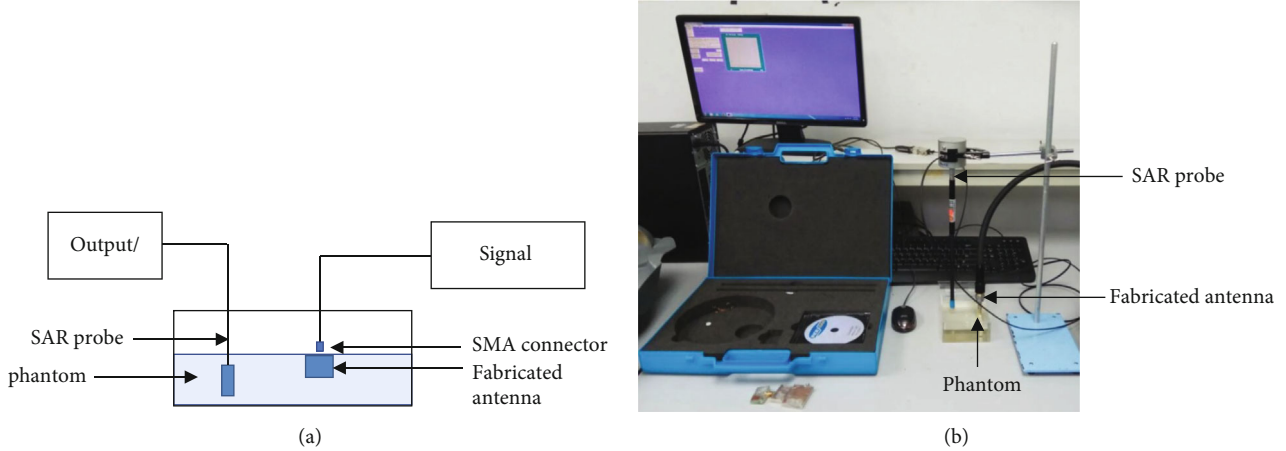 Output/
Signal
SAR probe
phantom
SMA connector
Fabricated
antenna
(a)
SAR probe
Fabricated antenna
Phantom
(b)